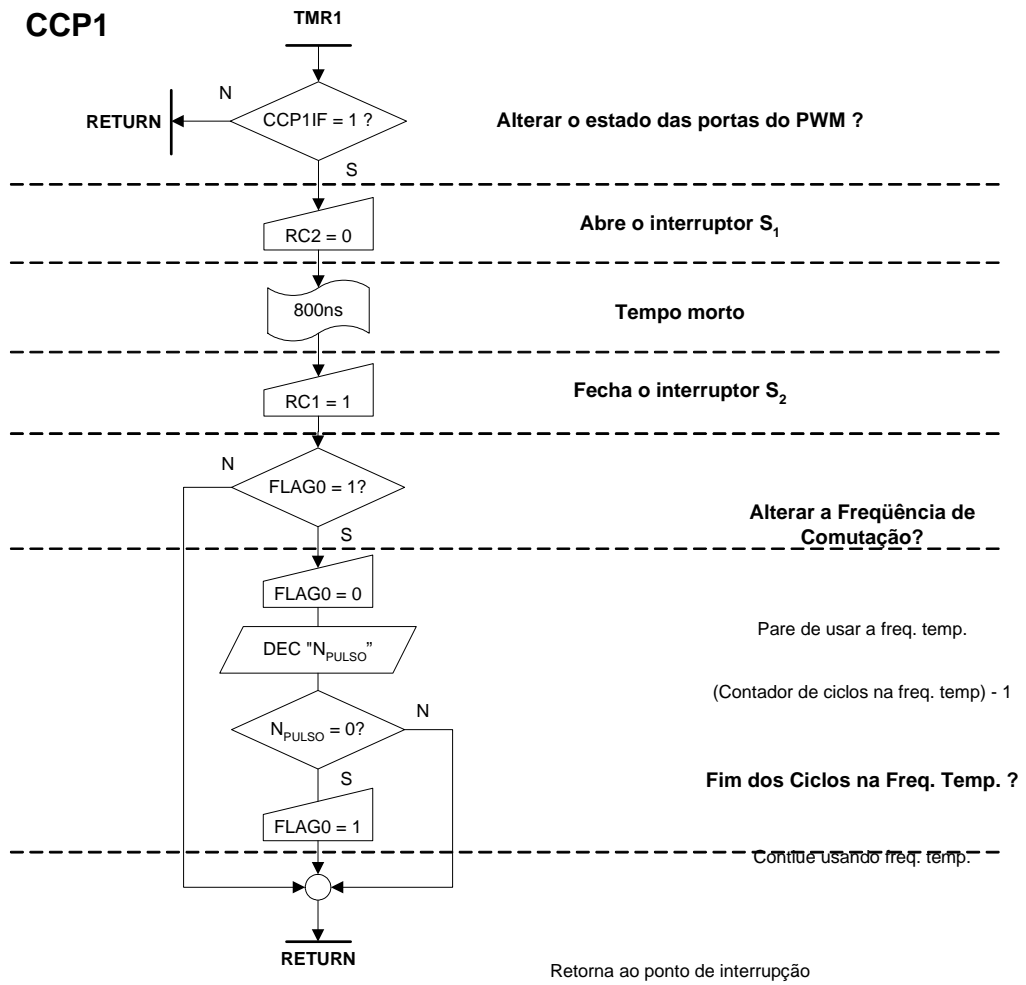 CCP1
TMR1
N
RETURN
CCP1IF = 1 ?
Alterar o estado das portas do PWM ?
S
RC2 = 0
Abre o interruptor S1
800ns
Tempo morto
RC1 = 1
Fecha o interruptor S2
N
FLAG0 = 1?
S
Alterar a Freqüência de
Comutação?
FLAG0 = 0
Pare de usar a freq. temp.
DEC "NPULSO”
(Contador de ciclos na freq. temp) - 1
NPULSO = 0?
N
S
Fim dos Ciclos na Freq. Temp. ?
FLAG0 = 1
Contiue usando freq. temp.
RETURN
Retorna ao ponto de interrupção